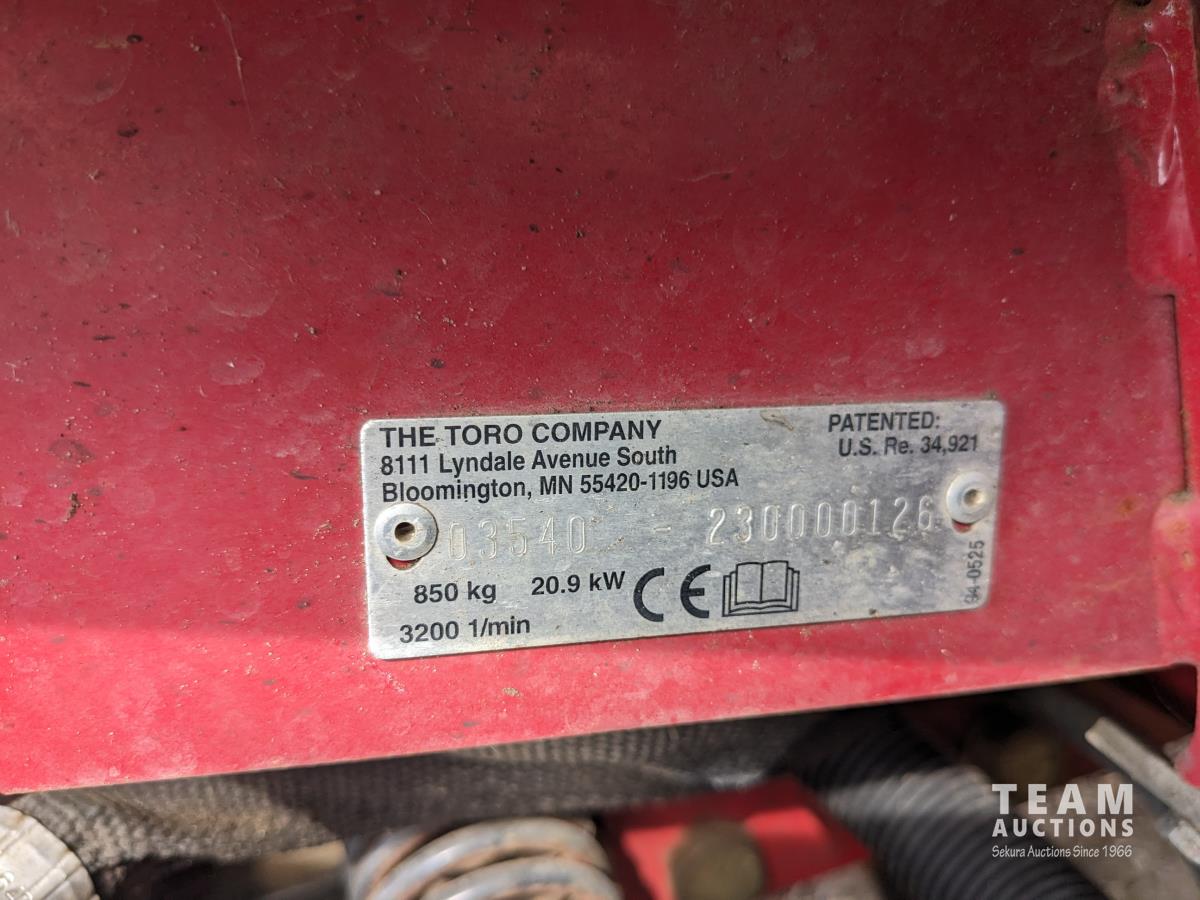 THE TORO COMPANY
8111 Lyndale Avenue South
Bloomington, MN 55420-1196 USA
PATENTED:
U.S. Re. 34,921
03540 - 230000126
850 kg 20.9 kW CE
3200 1/min
94-0525
TEAM
AUCTIONS
Sekura Auctions Since 1966